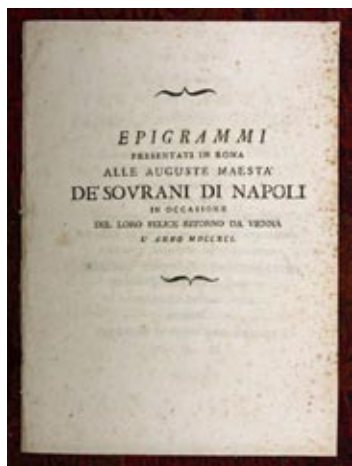 EPIGRAMMI
PRESENTATI IN ROMA
ALLE AUGUSTE MAESTA'
DE' SOVRANI DI NAPOLI
IN OCCASIONE
DEL LORO FELICE RITORNO DA VIENNA
L' ANNO MDCCXCI.